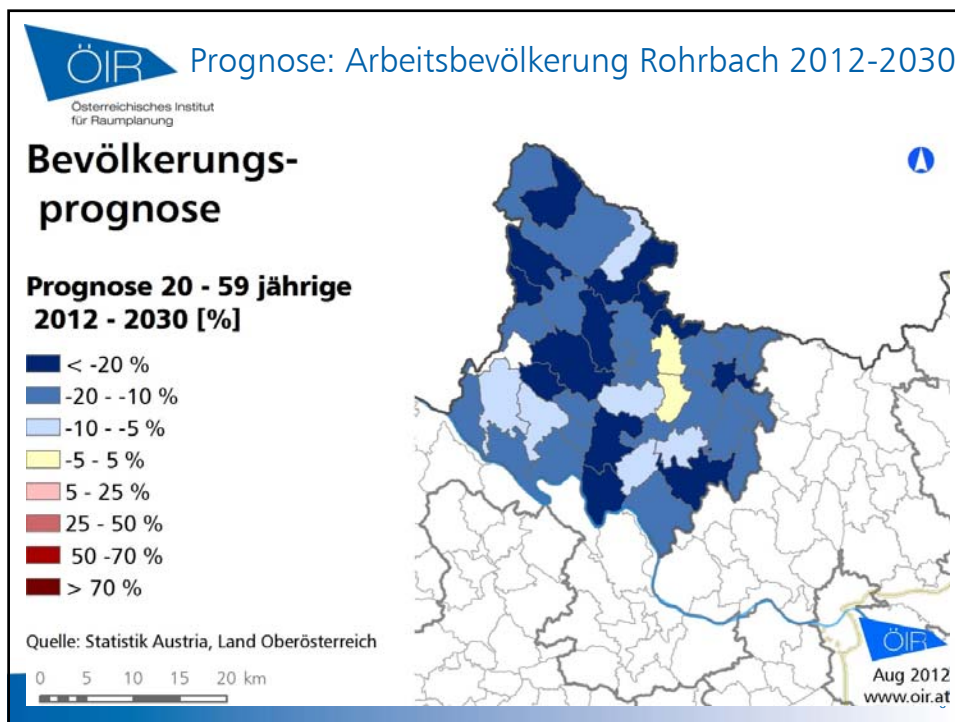 ÖIR
Prognose: Arbeitsbevölkerung Rohrbach 2012-2030
Österreichisches Institut
für Raumplanung
Bevölkerungs-
prognose
Prognose 20 - 59 jährige
2012 - 2030 [%]
< -20 %
-20 - -10 %
-10 - -5 %
-5 - 5 %
5 - 25 %
25 - 50 %
50 -70 %
> 70 %
Quelle: Statistik Austria, Land Oberösterreich
0 5 10 15 20 km
ÖIR
Aug 2012
www.oir.at